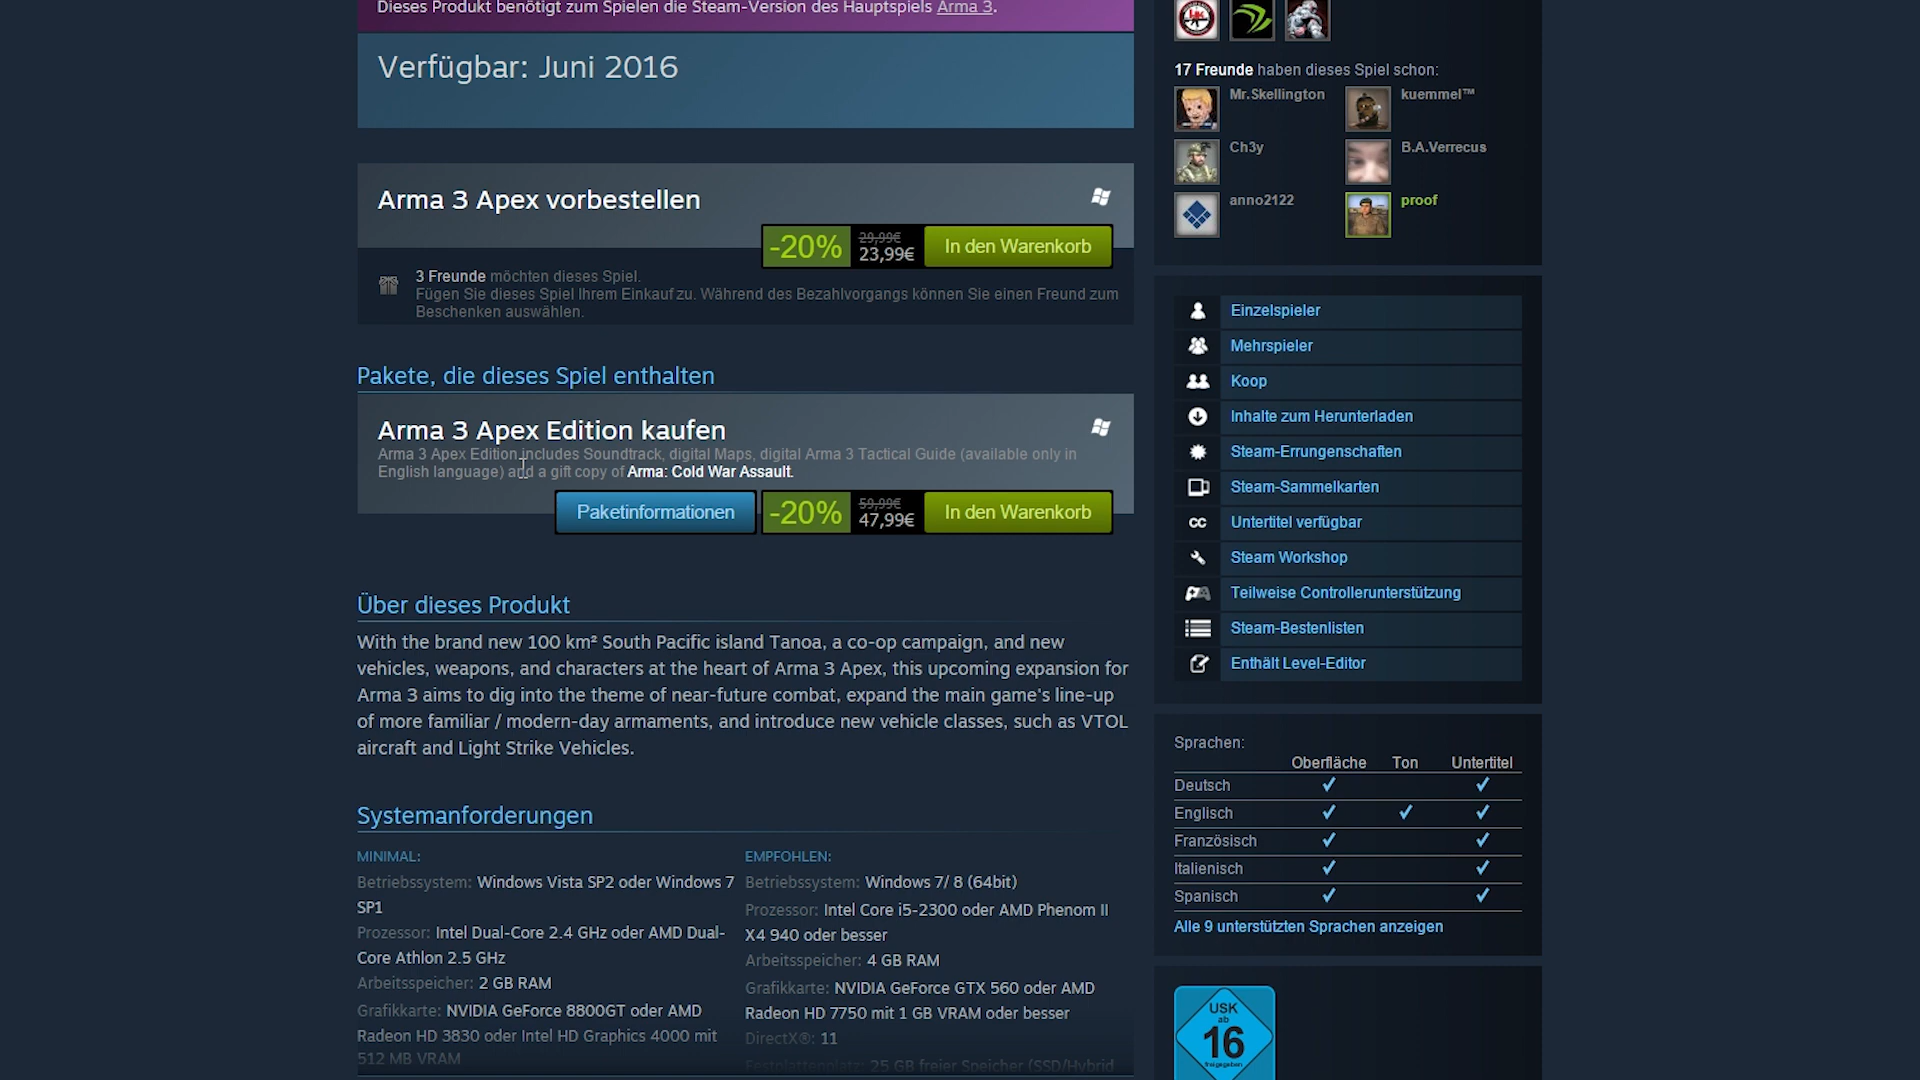 Dieses Produkt benötigt zum Spielen die Steam-Version des Hauptspiels Arma 3.
Verfügbar: Juni 2016
Arma 3 Apex vorbestellen
-20%
29,99€
23,99€
In den Warenkorb
3 Freunde möchten dieses Spiel.
Fügen Sie dieses Spiel Ihrem Einkauf zu. Während des Bezahlvorgangs können Sie einen Freund zum
Beschenken auswählen.
Pakete, die dieses Spiel enthalten
Arma 3 Apex Edition kaufen
Arma 3 Apex Edition includes Soundtrack, digital Maps, digital Arma 3 Tactical Guide (available only in
English language) add a gift copy of Arma: Cold War Assault.
Paketinformationen
-20%
59,99€
47,99€
In den Warenkorb
Über dieses Produkt
With the brand new 100 km² South Pacific island Tanoa, a co-op campaign, and new
vehicles, weapons, and characters at the heart of Arma 3 Apex, this upcoming expansion for
Arma 3 aims to dig into the theme of near-future combat, expand the main game's line-up
of more familiar / modern-day armaments, and introduce new vehicle classes, such as VTOL
aircraft and Light Strike Vehicles.
Systemanforderungen
MINIMAL:
Betriebssystem: Windows Vista SP2 oder Windows 7
SP1
Prozessor: Intel Dual-Core 2.4 GHz oder AMD Dual-
Core Athlon 2.5 GHz
Arbeitsspeicher: 2 GB RAM
Grafikkarte: NVIDIA GeForce 8800GT oder AMD
Radeon HD 3830 oder Intel HD Graphics 4000 mit
512 MB VRAM
EMPFOHLEN:
Betriebssystem: Windows 7/ 8 (64bit)
Prozessor: Intel Core i5-2300 oder AMD Phenom II
X4 940 oder besser
Arbeitsspeicher: 4 GB RAM
Grafikkarte: NVIDIA GeForce GTX 560 oder AMD
Radeon HD 7750 mit 1 GB VRAM oder besser
DirectX®: 11
Festplattenplatz: 25 GB freier Speicher (SSD/Hybrid
17 Freunde haben dieses Spiel schon:
Mr.Skellington
kuemmel™
Ch3y
B.A.Verrecus
anno2122
proof
Einzelspieler
Mehrspieler
Koop
Inhalte zum Herunterladen
Steam-Errungenschaften
Steam-Sammelkarten
CC Untertitel verfügbar
Steam Workshop
Teilweise Controllerunterstützung
Steam-Bestenlisten
Enthält Level-Editor
Sprachen:
Oberfläche Ton Untertitel
Deutsch
Englisch
Französisch
Italienisch
Spanisch
Alle 9 unterstützten Sprachen anzeigen
USK
ab
16
freigegeben